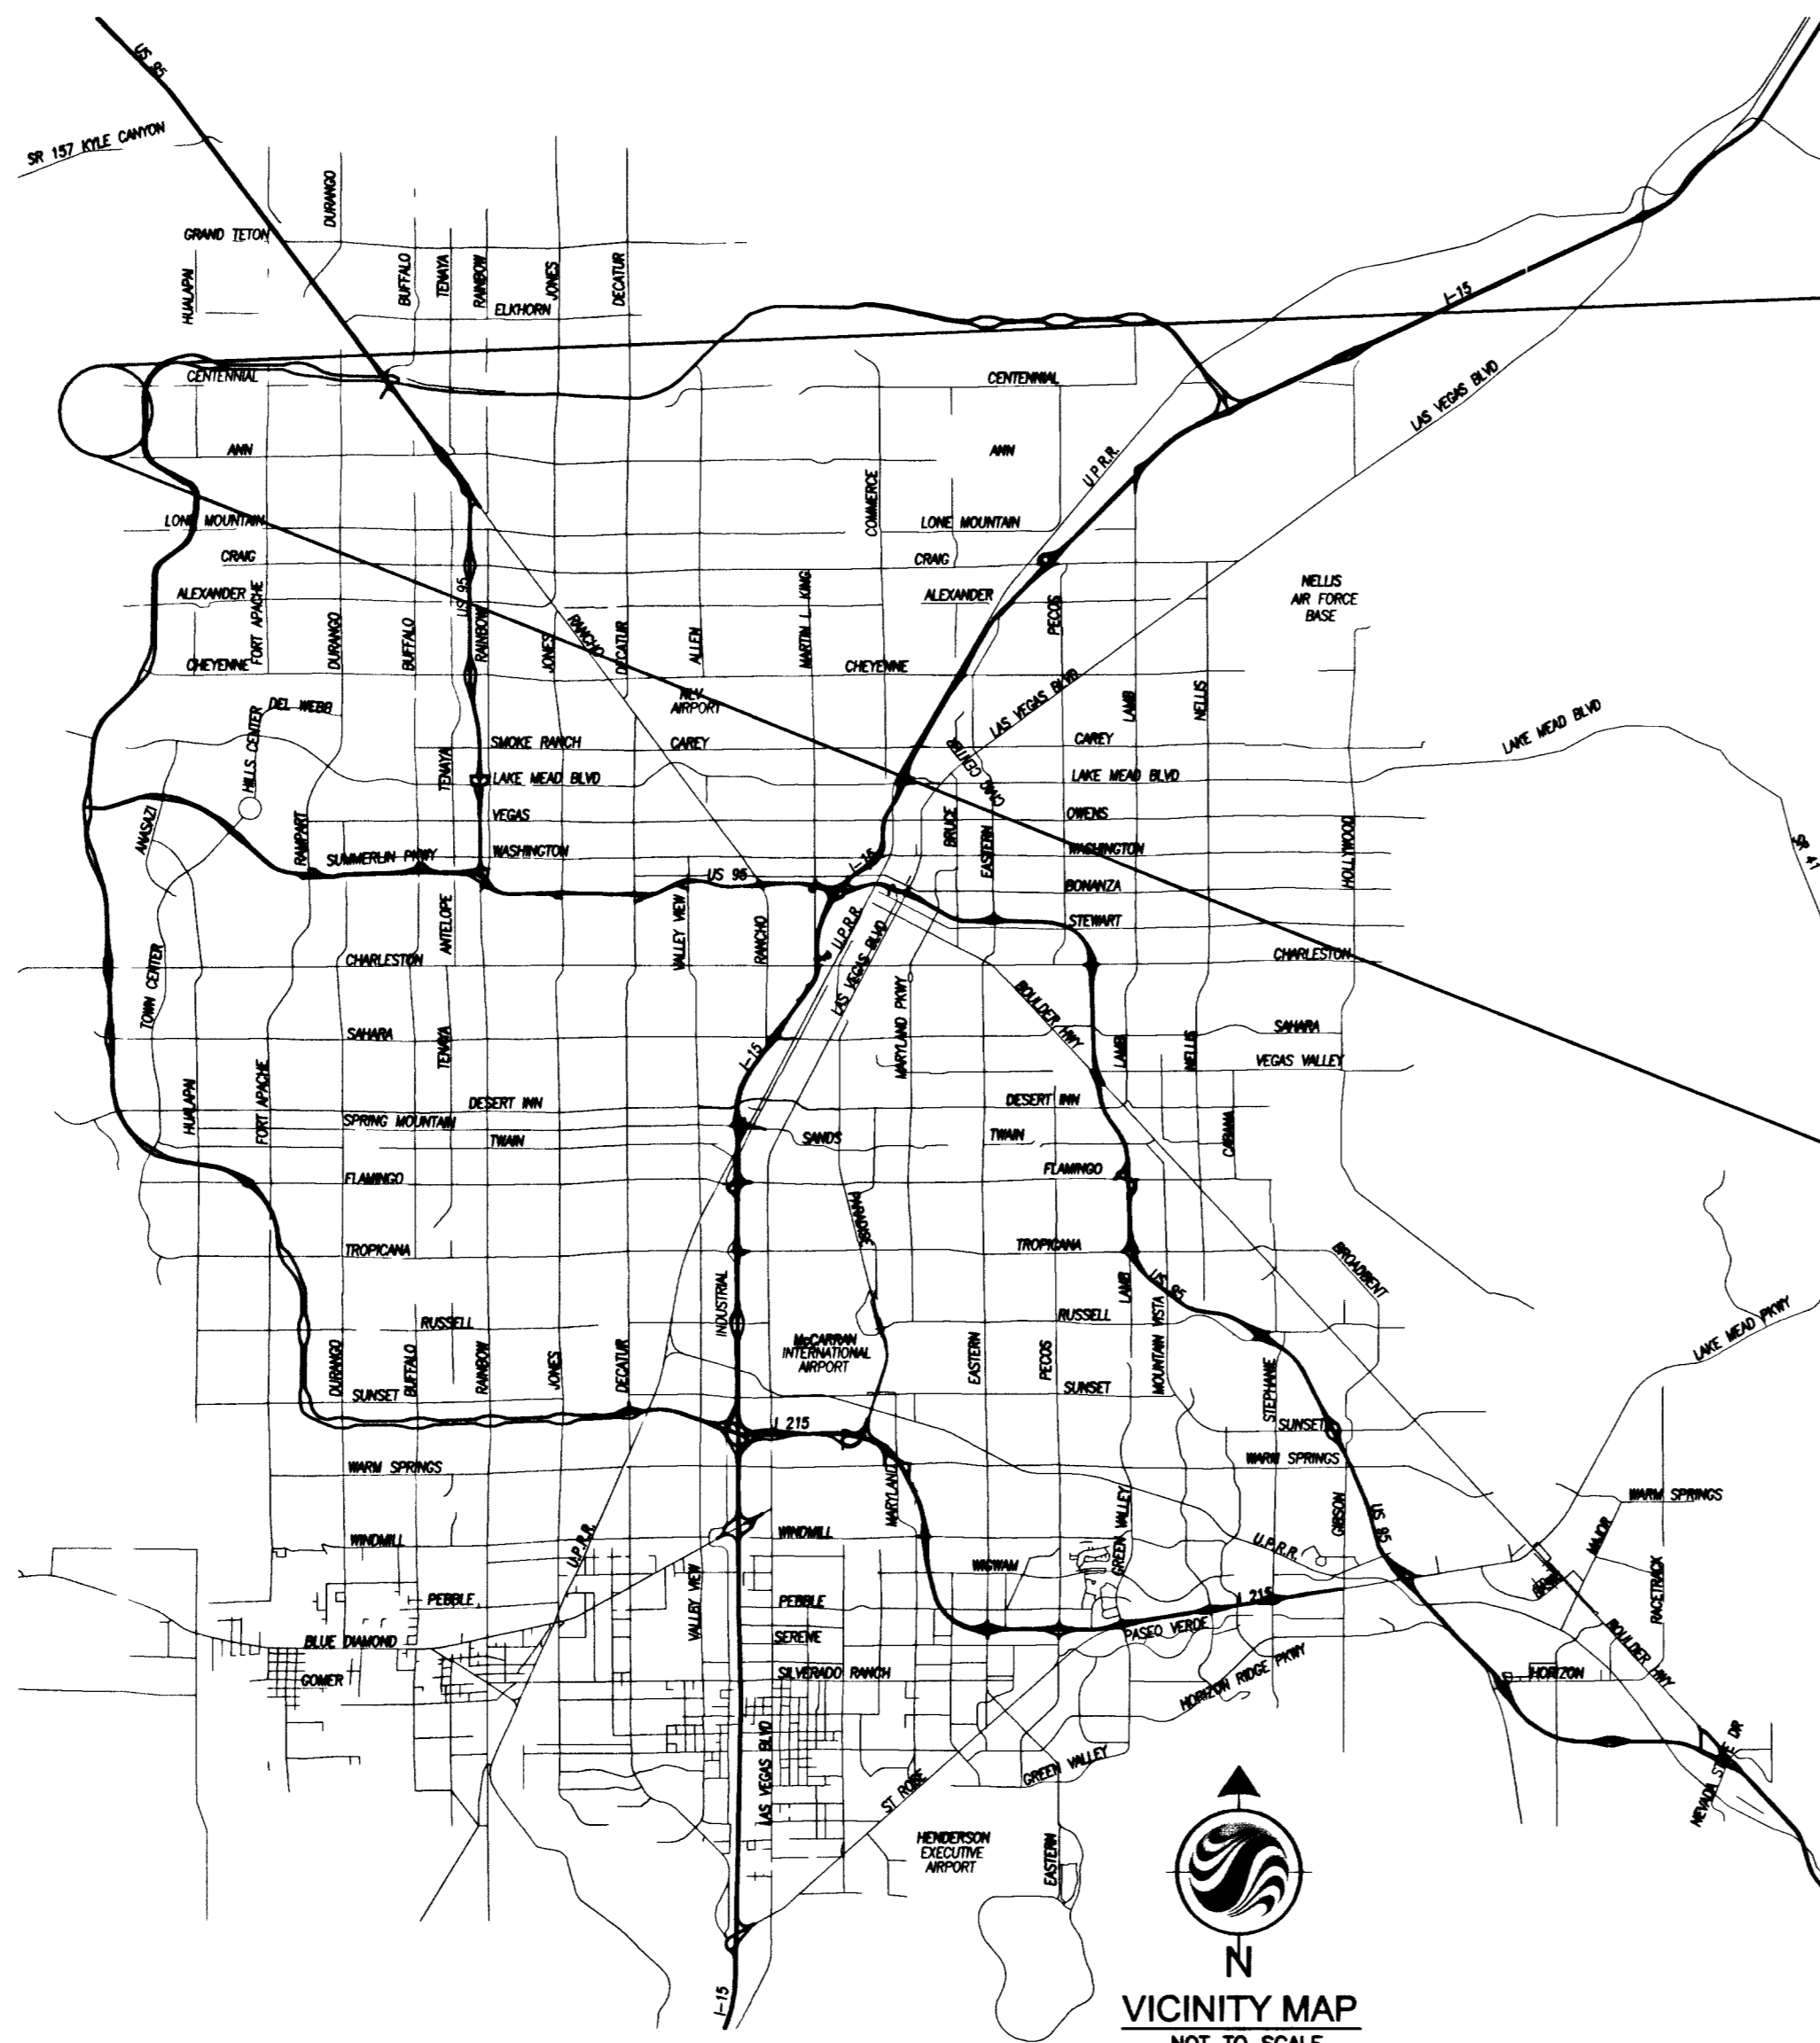 US 95
SR 157 KYLE CANYON
DURANGO
GRAND TETON
HUALAPAI
BUFFALO
TENAYA
RAINBOW
JONES
DECATUR
ELKHORN
I-15
CENTENNIAL
CENTENNIAL
LAS VEGAS BLVD
ANN
ANN
U.P.R.R.
COMMERCE
LONE MOUNTAIN
LONE MOUNTAIN
CRAIG
CRAIG
ALEXANDER
ALEXANDER
FORT APACHE
US 95
MARTIN L. KING
NELLIS
AIR FORCE
BASE
PECOS
DURANGO
BUFFALO
RAINBOW
JONES
RANCHO
DECATUR
ALLEN
CHEYENNE
CHEYENNE
NLV
AIRPORT
LAS VEGAS BLVD
LAMB
NELLIS
DEL WEBB
HILLS CENTER
SMOKE RANCH
CAREY
CAREY
LAKE MEAD BLVD
TENAYA
LAKE MEAD BLVD
CIVIC CENTER
LAKE MEAD BLVD
ANASAZI
VEGAS
OWENS
RAMPART
SUMMERLIN PKWY
WASHINGTON
I-15
BRUCE
EASTERN
WASHINGTON
HOLLYWOOD
SR 41
US 95
BONANZA
ANTELOPE
VALLEY VIEW
RANCHO
U.P.R.R.
LAS VEGAS BLVD
STEWART
TOWN CENTER
CHARLESTON
CHARLESTON
MARYLAND PKWY
BOULDER HWY
SAHARA
SAHARA
TENAYA
I-15
LAMB
NELLIS
VEGAS VALLEY
HUALAPAI
FORT APACHE
DESERT INN
DESERT INN
SPRING MOUNTAIN
TWAIN
SANDS
TWAIN
CABANA
FLAMINGO
FLAMINGO
PARADISE
TROPICANA
TROPICANA
BROADBENT
INDUSTRIAL
LAMB
US 95
RUSSELL
RUSSELL
MOUNTAIN VISTA
LAKE MEAD PKWY
McCARRAN
INTERNATIONAL
AIRPORT
DURANGO
BUFFALO
RAINBOW
JONES
DECATUR
EASTERN
PECOS
STEPHANIE
SUNSET
SUNSET
SUNSET
I 215
WARM SPRINGS
WARM SPRINGS
MARYLAND
GREEN VALLEY
GIBSON
US 95
WARM SPRINGS
MAJOR
WINDMILL
WINDMILL
U.P.R.R.
U.P.R.R.
WIGWAM
RACETRACK
VALLEY VIEW
PEBBLE
PEBBLE
I 215
BLUE DIAMOND
SERENE
PASEO VERDE
BOULDER HWY
GOMER
SILVERADO RANCH
HORIZON RIDGE PKWY
HORIZON
LAS VEGAS BLVD
GREEN VALLEY
ST ROSE
HENDERSON
EXECUTIVE
AIRPORT
EASTERN
I-15
N
VICINITY MAP
NOT TO SCALE